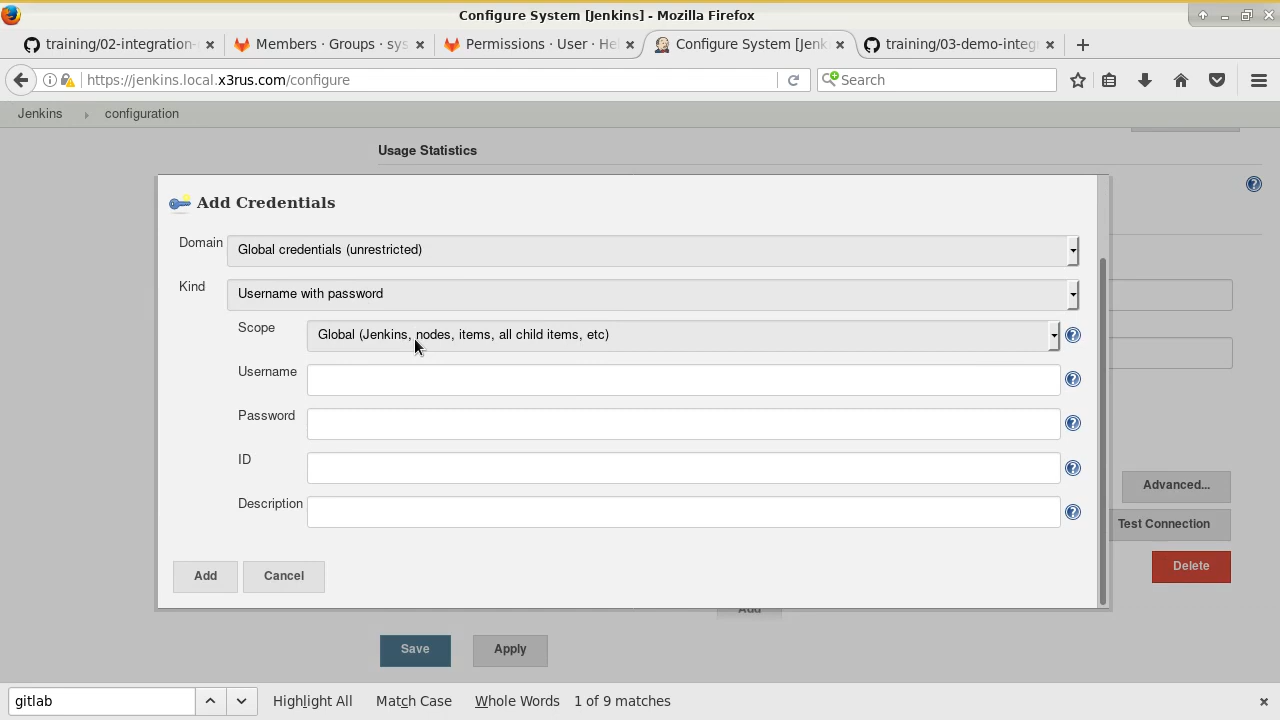 Configure System [Jenkins] - Mozilla Firefox
training/02-integration-
Members · Groups · sys
Permissions · User · Hel
Configure System [Jenk
training/03-demo-integ
https://jenkins.local.x3rus.com/configure
Search
Jenkins
configuration
Usage Statistics
Add Credentials
Domain
Global credentials (unrestricted)
Kind
Username with password
Scope
Global (Jenkins, nodes, items, all child items, etc)
Username
Password
ID
Description
Advanced...
Test Connection
Delete
Add
Cancel
Add
Save
Apply
gitlab
Highlight All
Match Case
Whole Words
1 of 9 matches